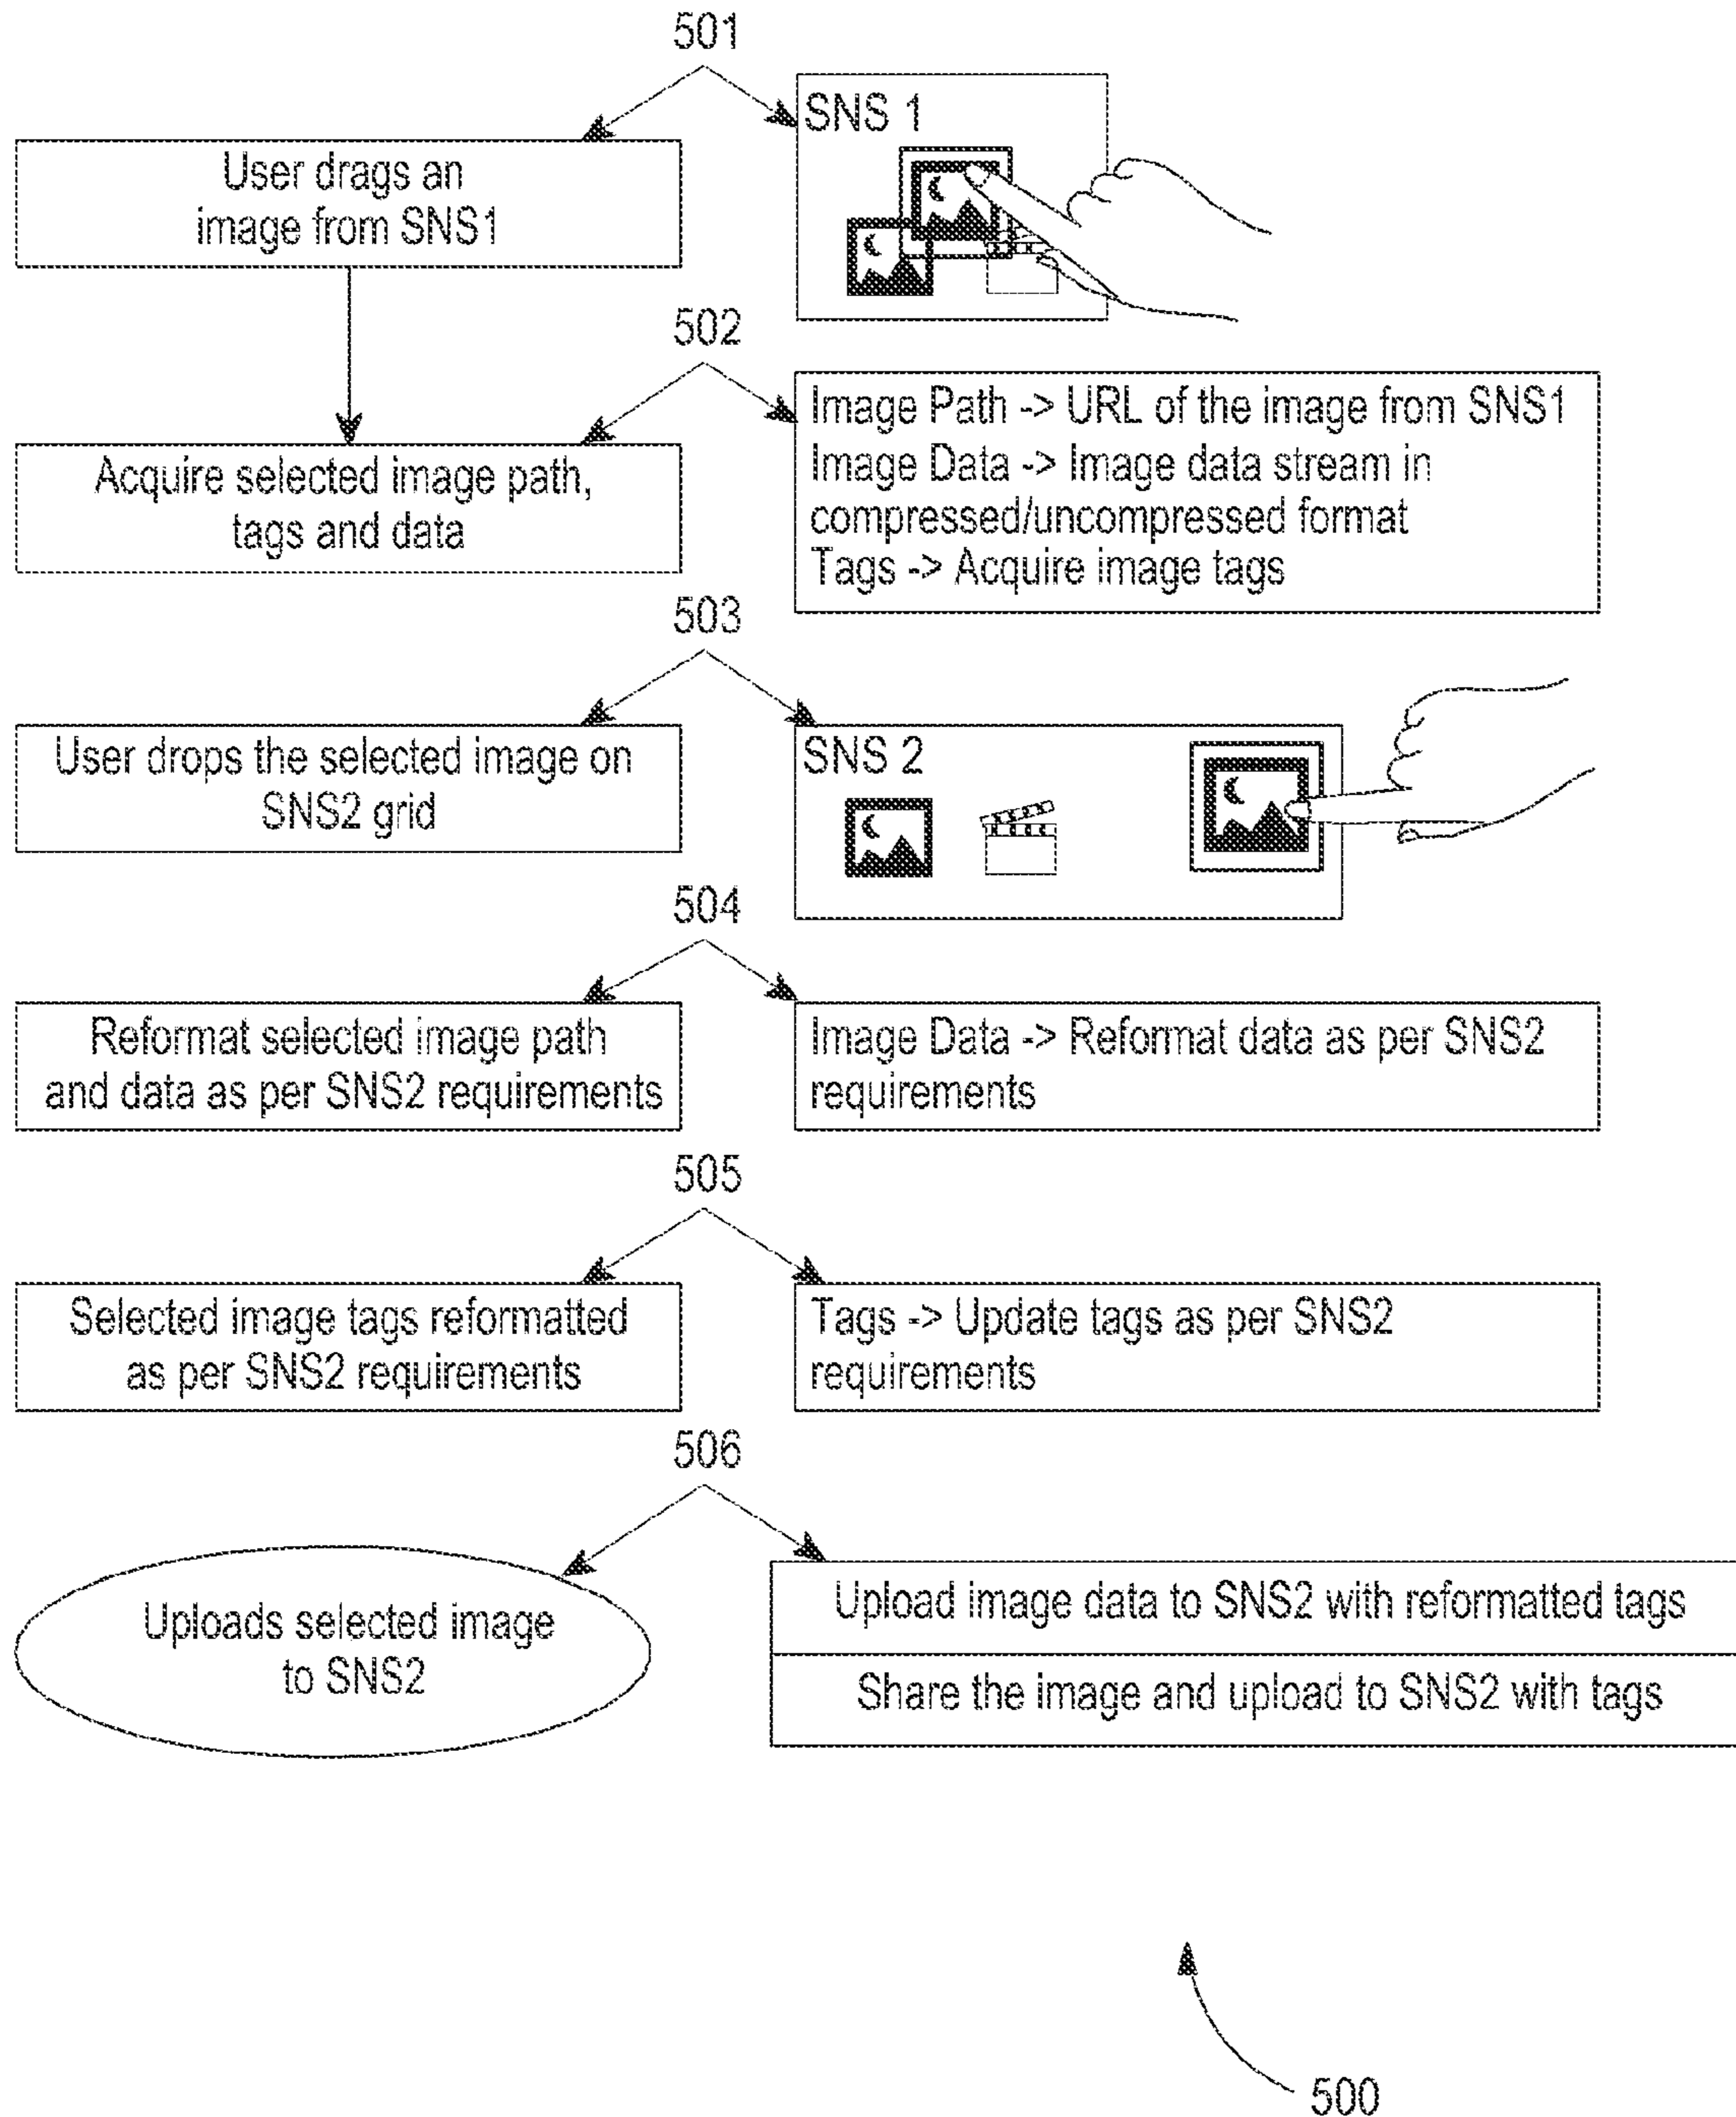 501
User drags an
image from SNS1
SNS 1
502
Acquire selected image path,
tags and data
Image Path -> URL of the image from SNS1
Image Data -> Image data stream in
compressed/uncompressed format
Tags -> Acquire image tags
503
User drops the selected image on
SNS2 grid
SNS 2
504
Reformat selected image path
and data as per SNS2 requirements
Image Data -> Reformat data as per SNS2
requirements
505
Selected image tags reformatted
as per SNS2 requirements
Tags -> Update tags as per SNS2
requirements
506
Uploads selected image
to SNS2
Upload image data to SNS2 with reformatted tags
Share the image and upload to SNS2 with tags
500